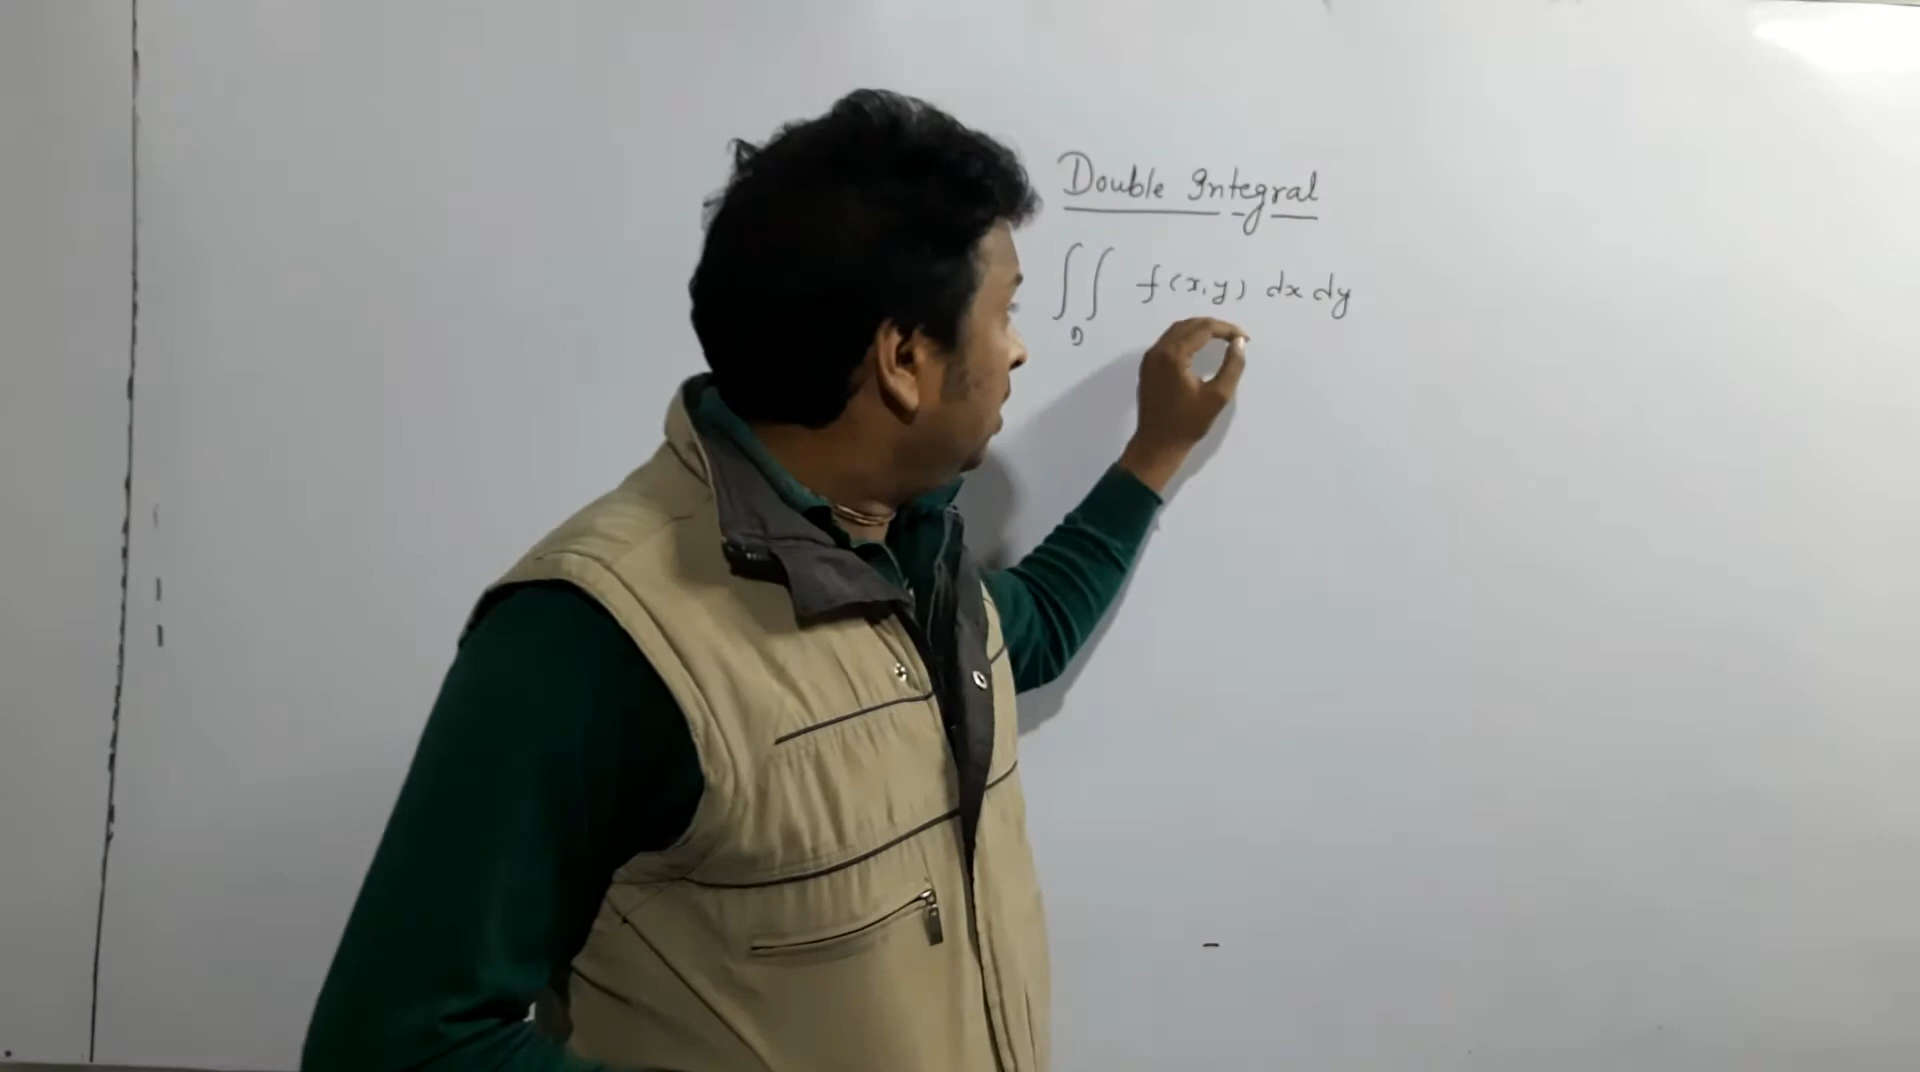 Double Integral
∫∫ f(x,y) dx dy
D